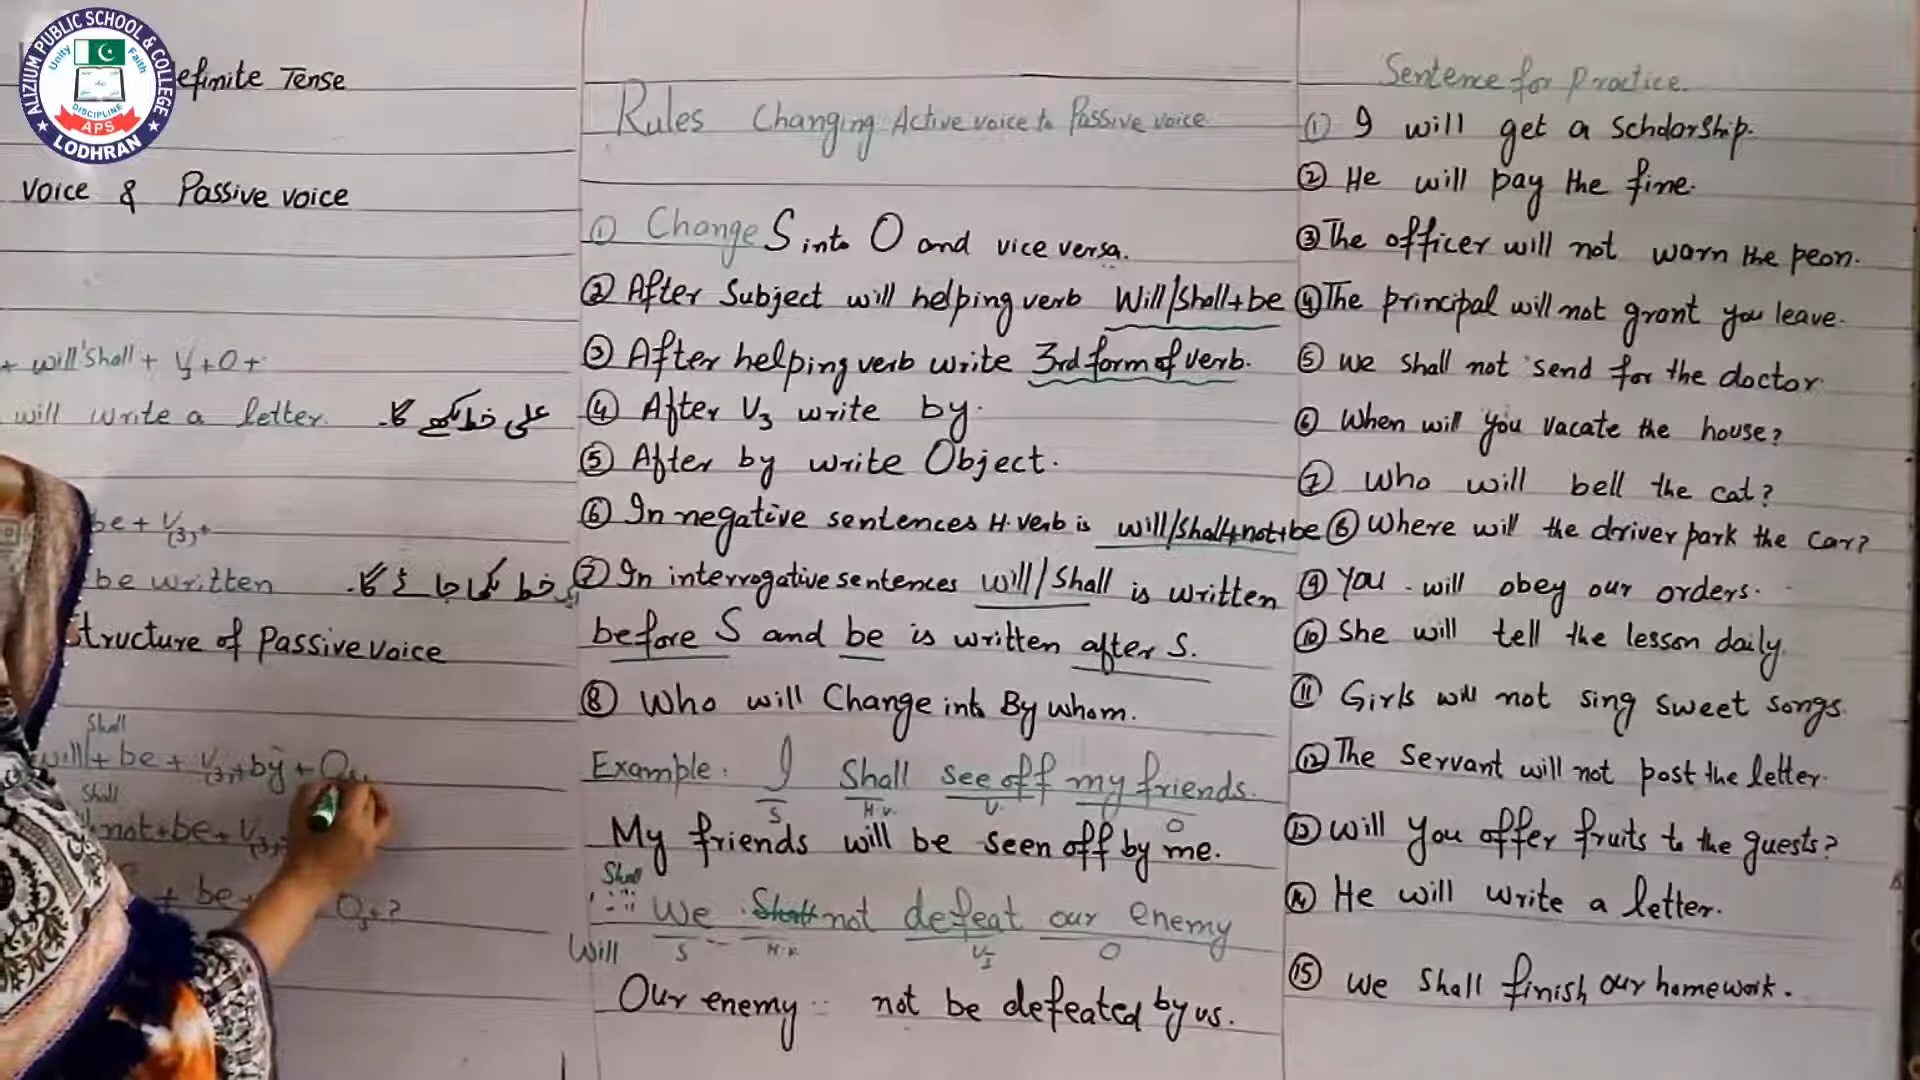 ALIZIUM PUBLIC SCHOOL & COLLEGE
Unity
Faith
DISCIPLINE
APS
LODHRAN
efinite Tense
voice & Passive voice
+ will/shall + V + O +
will write a letter. علی خط لکھے گا۔
be + V(3)+
be written خط لکھا جائے گا۔
Structure of Passive voice
Shall
will + be + V(3)+ by + O
Shall
not+be+V(3)
+ be + O+?
Rules Changing Active voice to Passive voice
① Change S into O and vice versa.
② After Subject will helping verb Will/Shall+be
③ After helping verb write 3rd form of verb.
④ After V3 write by.
⑤ After by write Object.
⑥ In negative sentences H.verb is will/shall+not+be
⑦ In interrogative sentences will/shall is written
before S and be is written after S.
⑧ Who will Change into By whom.
Example: I Shall see off my friends.
S H.V. V. O
My friends will be seen off by me.
Shall
We not defeat our enemy
Will S H.V V1 O
Our enemy not be defeated by us.
Sentence for Practice.
① I will get a scholarship.
② He will pay the fine.
③ The officer will not warn the peon.
④ The principal will not grant you leave.
⑤ we shall not send for the doctor.
⑥ When will you vacate the house?
⑦ Who will bell the cat?
⑧ Where will the driver park the car?
⑨ You will obey our orders.
⑩ She will tell the lesson daily.
⑪ Girls will not sing sweet songs.
⑫ The servant will not post the letter.
⑬ Will you offer fruits to the guests?
⑭ He will write a letter.
⑮ we shall finish our homework.